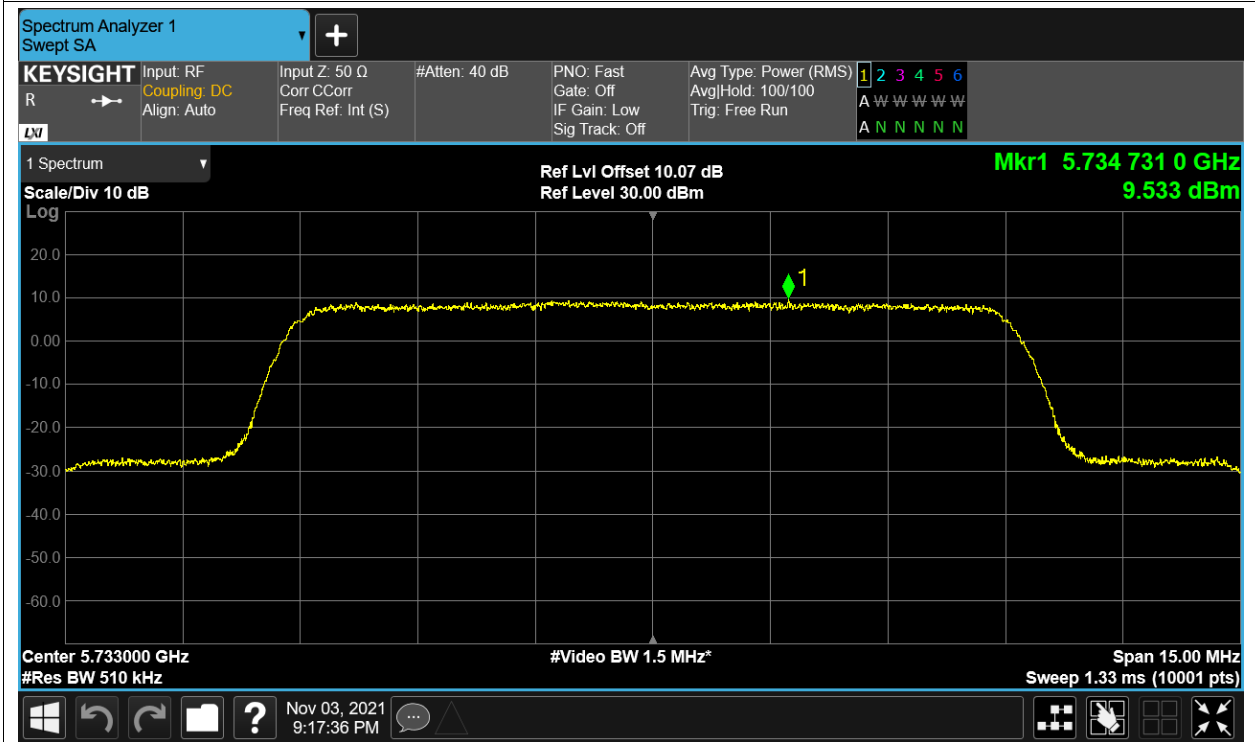 Spectrum Analyzer 1
Swept SA
+
KEYSIGHT
R
LXI
Input: RF
Coupling: DC
Align: Auto
Input Z: 50 Ω
Corr CCorr
Freq Ref: Int (S)
#Atten: 40 dB
PNO: Fast
Gate: Off
IF Gain: Low
Sig Track: Off
Avg Type: Power (RMS)
Avg|Hold: 100/100
Trig: Free Run
1 2 3 4 5 6
A W W W W W
A N N N N N
1 Spectrum
Scale/Div 10 dB
Log
Ref Lvl Offset 10.07 dB
Ref Level 30.00 dBm
Mkr1 5.734 731 0 GHz
9.533 dBm
20.0
10.0
0.00
-10.0
-20.0
-30.0
-40.0
-50.0
-60.0
1
Center 5.733000 GHz
#Res BW 510 kHz
#Video BW 1.5 MHz*
Span 15.00 MHz
Sweep 1.33 ms (10001 pts)
?
Nov 03, 2021
9:17:36 PM